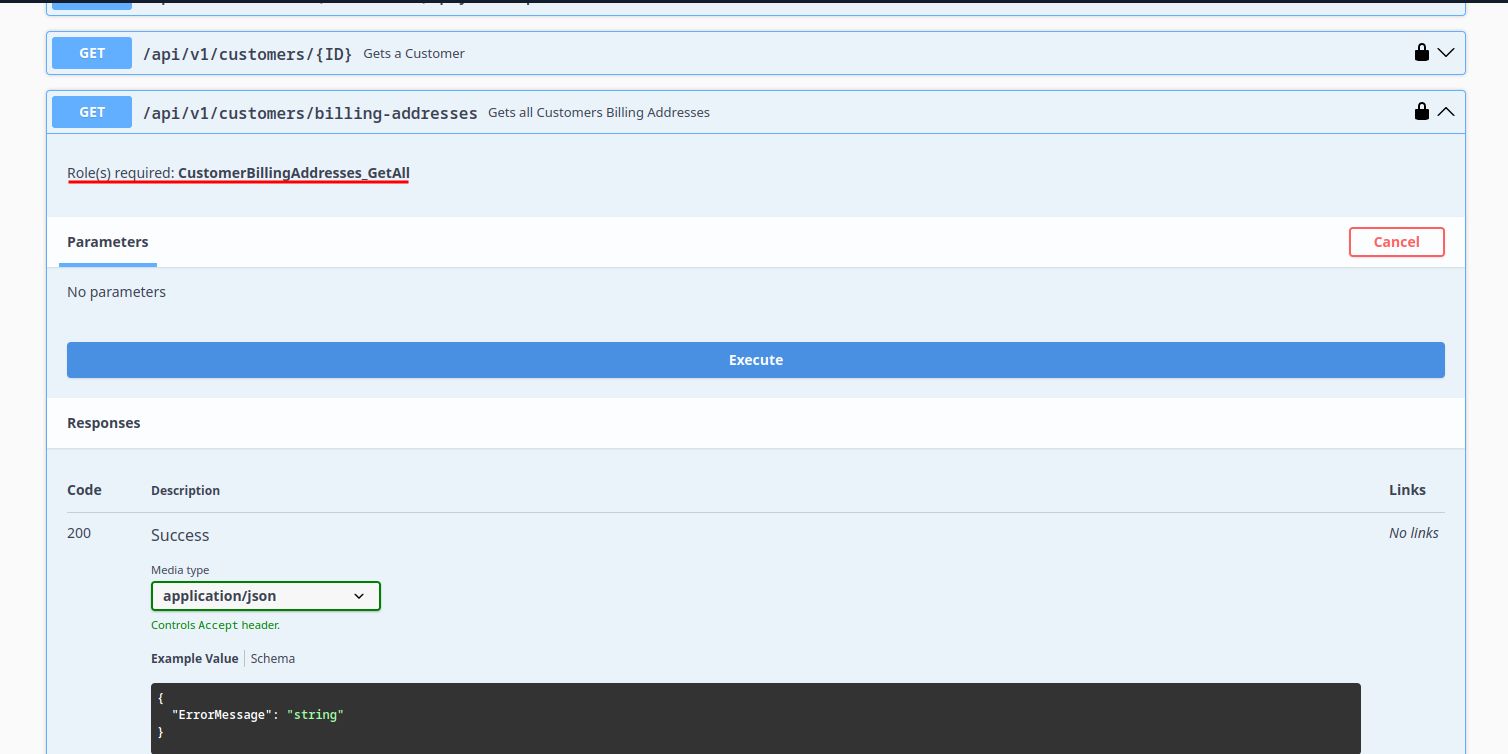 GET /api/v1/customers/{ID} Gets a Customer
GET /api/v1/customers/billing-addresses Gets all Customers Billing Addresses
Role(s) required: CustomerBillingAddresses_GetAll
Parameters Cancel
No parameters
Execute
Responses
Code Description Links
200 Success No links
Media type
application/json
Controls Accept header.
Example Value Schema
{
"ErrorMessage": "string"
}